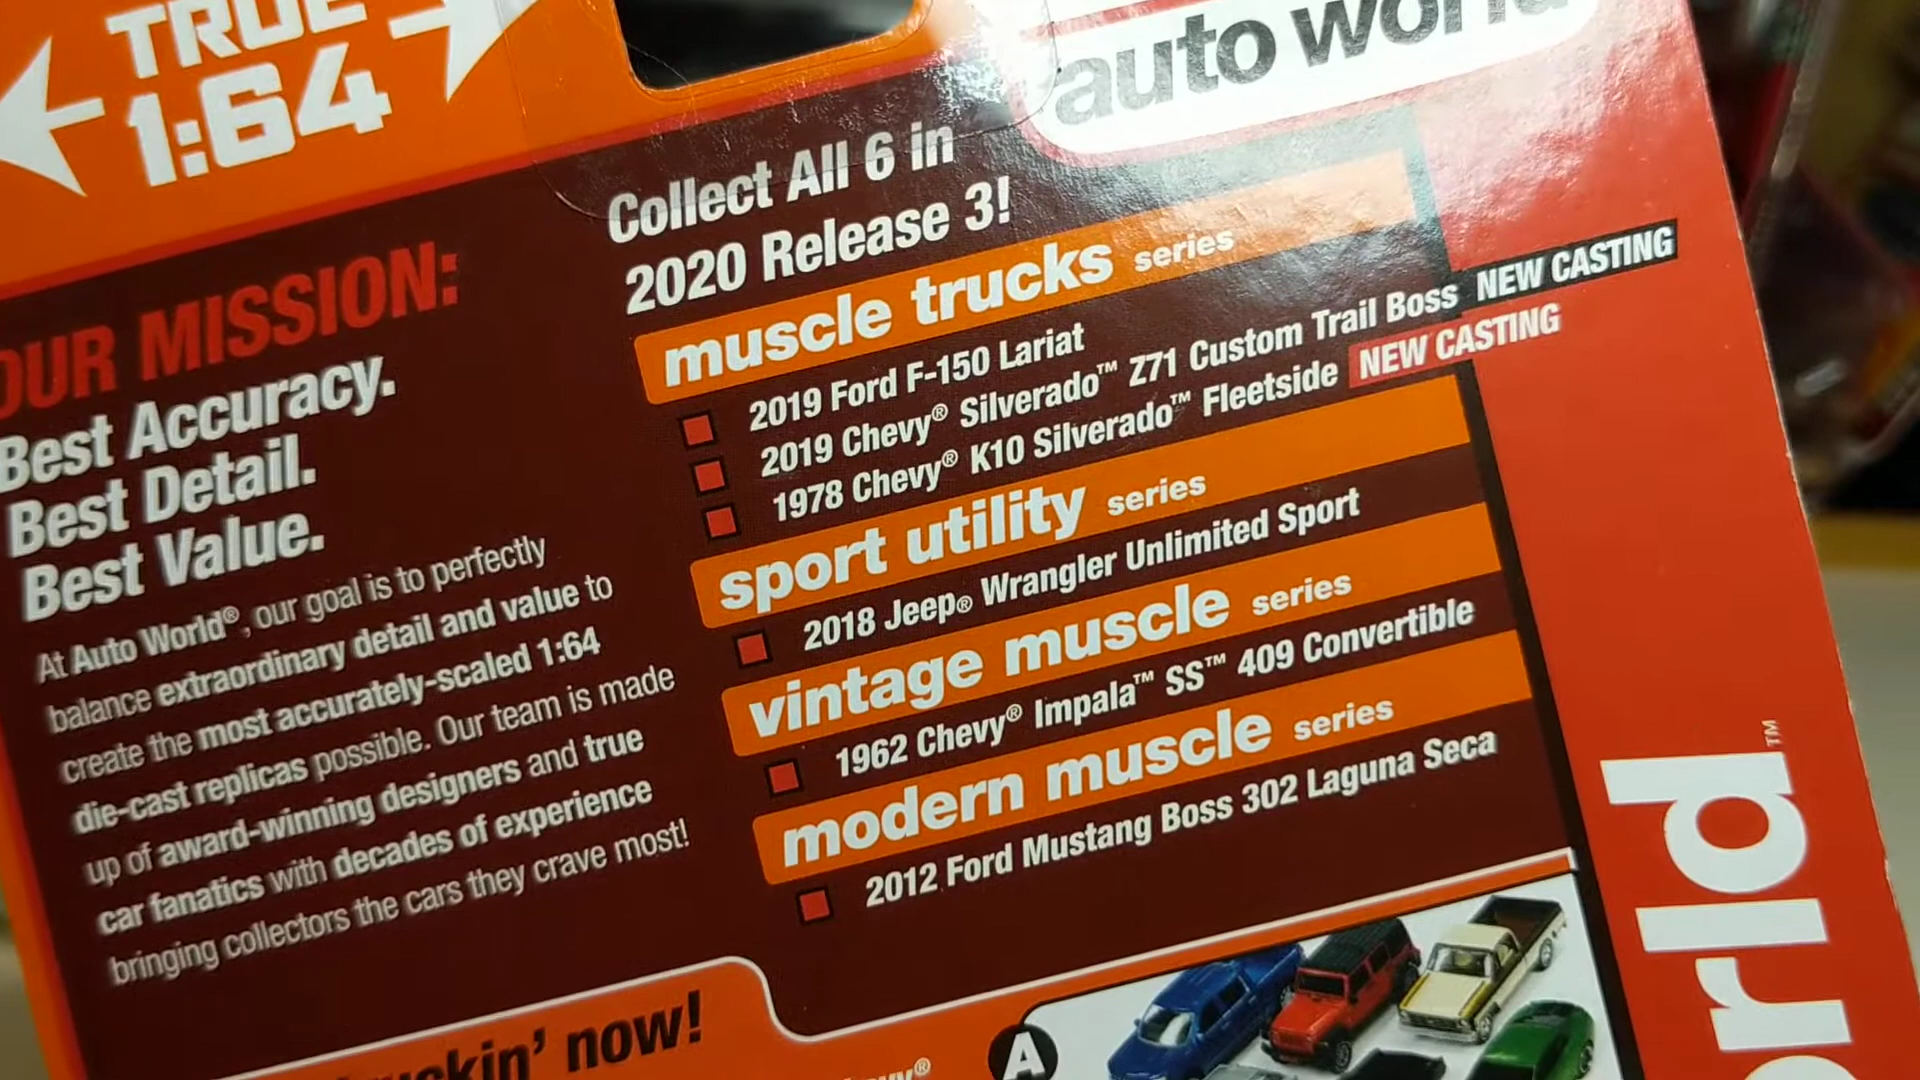 TRUE
1:64
auto world
OUR MISSION:
Best Accuracy.
Best Detail.
Best Value.
At Auto World®, our goal is to perfectly
balance extraordinary detail and value to
create the most accurately-scaled 1:64
die-cast replicas possible. Our team is made
up of award-winning designers and true
car fanatics with decades of experience
bringing collectors the cars they crave most!
Collect All 6 in
2020 Release 3!
muscle trucks series
2019 Ford F-150 Lariat
2019 Chevy® Silverado™ Z71 Custom Trail Boss NEW CASTING
1978 Chevy® K10 Silverado™ Fleetside NEW CASTING
sport utility series
2018 Jeep® Wrangler Unlimited Sport
vintage muscle series
1962 Chevy® Impala™ SS™ 409 Convertible
modern muscle series
2012 Ford Mustang Boss 302 Laguna Seca
now!
A